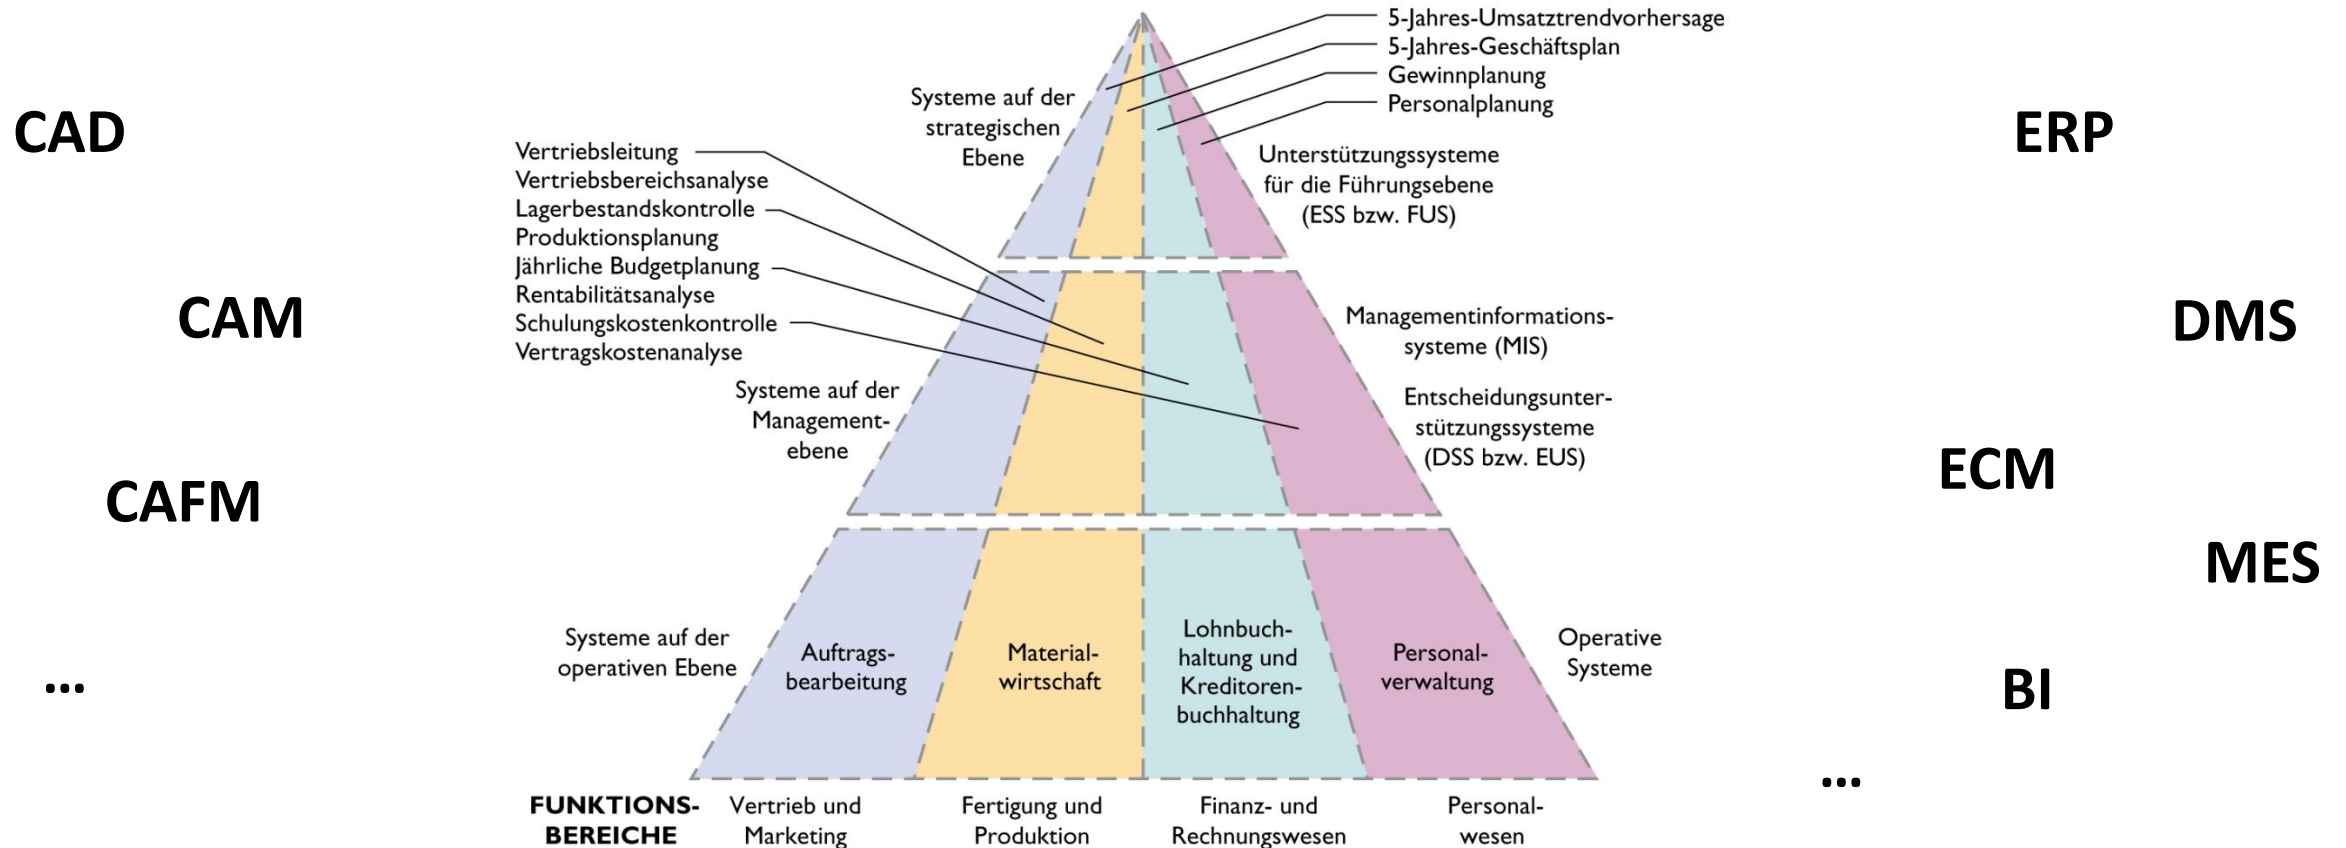 5-Jahres-Umsatztrendvorhersage
5-Jahres-Geschäftsplan
Gewinnplanung
Personalplanung
CAD
CAM
CAFM
...
Systeme auf der
strategischen
Ebene
Unterstützungssysteme
für die Führungsebene
(ESS bzw. FUS)
Vertriebsleitung
Vertriebsbereichsanalyse
Lagerbestandskontrolle
Produktionsplanung
Jährliche Budgetplanung
Rentabilitätsanalyse
Schulungskostenkontrolle
Vertragskostenanalyse
Systeme auf der
Management-
ebene
Managementinformations-
systeme (MIS)
Entscheidungsunter-
stützungssysteme
(DSS bzw. EUS)
Systeme auf der
operativen Ebene
Auftrags-
bearbeitung
Material-
wirtschaft
Lohnbuch-
haltung und
Kreditoren-
buchhaltung
Personal-
verwaltung
Operative
Systeme
FUNKTIONS-
BEREICHE
Vertrieb und
Marketing
Fertigung und
Produktion
Finanz- und
Rechnungswesen
Personal-
wesen
ERP
DMS
ECM
MES
BI
...